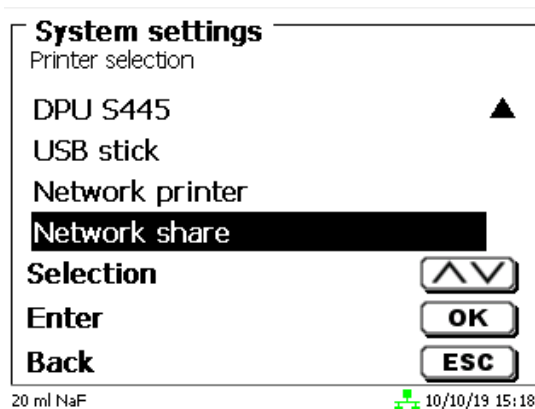 System settings
Printer selection
DPU S445
USB stick
Network printer
Network share
Selection
Enter OK
Back ESC
20 ml NaF 10/10/19 15:18